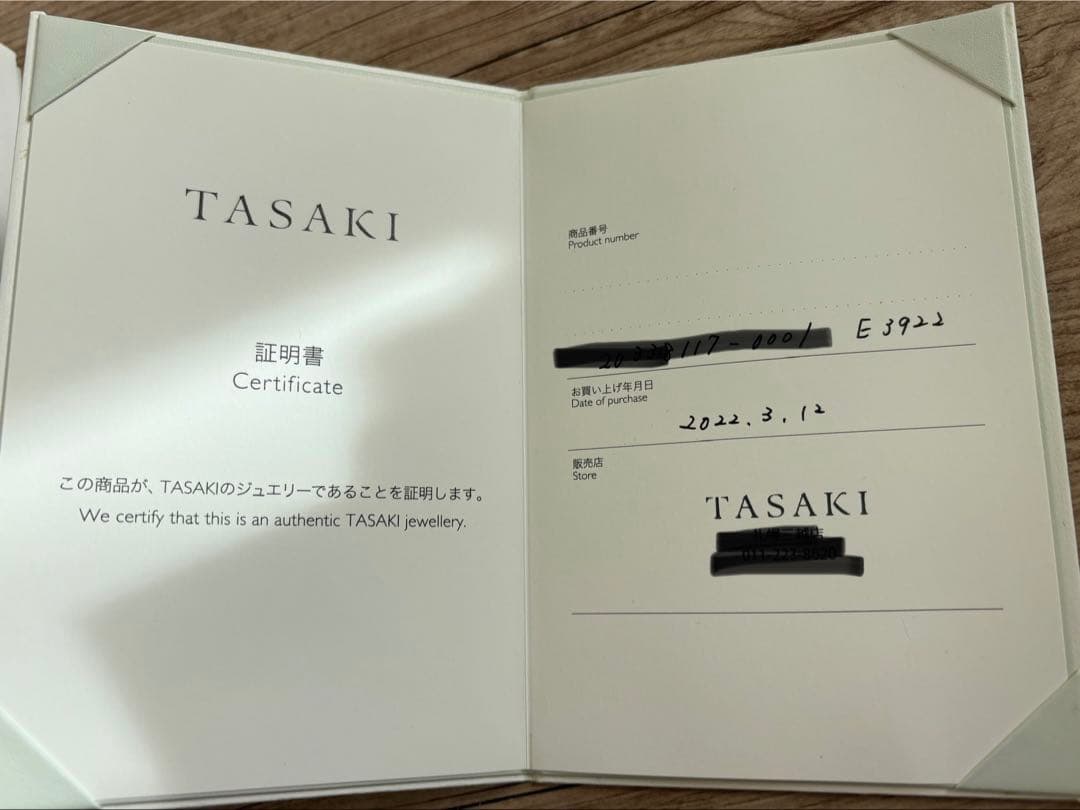 TASAKI
証明書
Certificate
この商品が、TASAKIのジュエリーであることを証明します。
We certify that this is an authentic TASAKI jewellery.
商品番号
Product number
E3922
お買い上げ年月日
Date of purchase
2022.3.12
販売店
Store
TASAKI